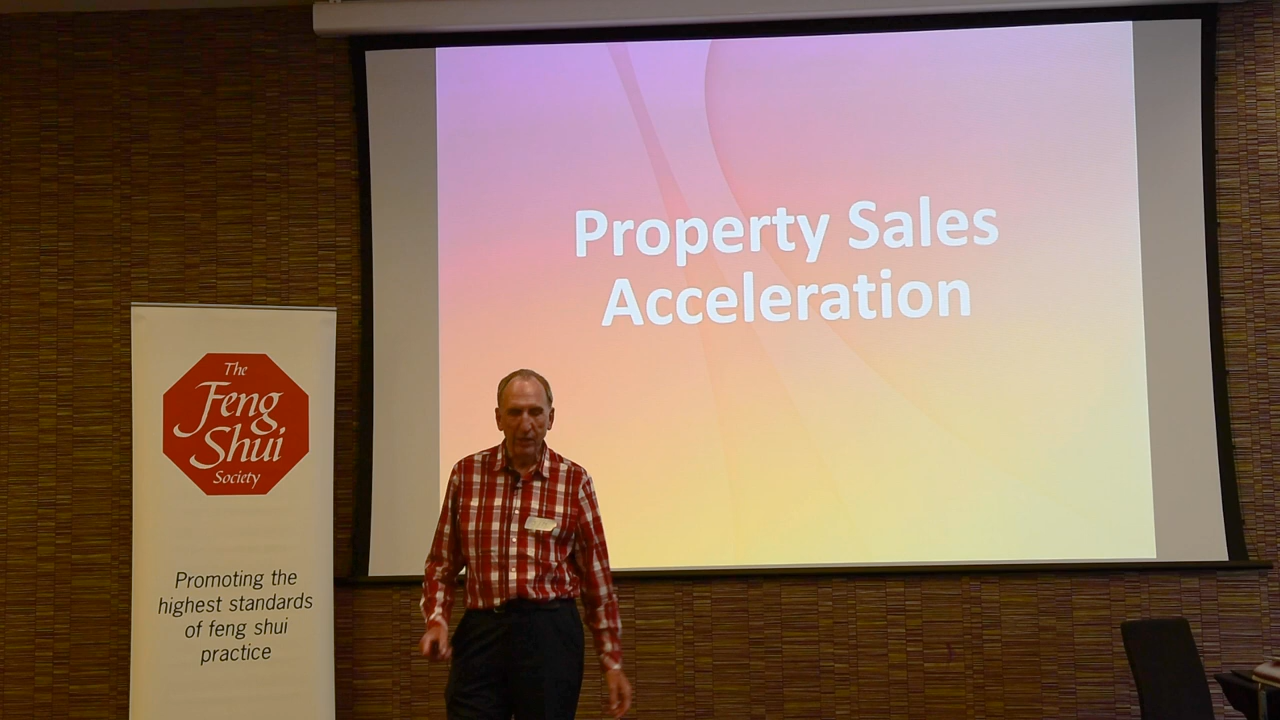 Property Sales
Acceleration
The
Feng
Shui
Society
Promoting the
highest standards
of feng shui
practice